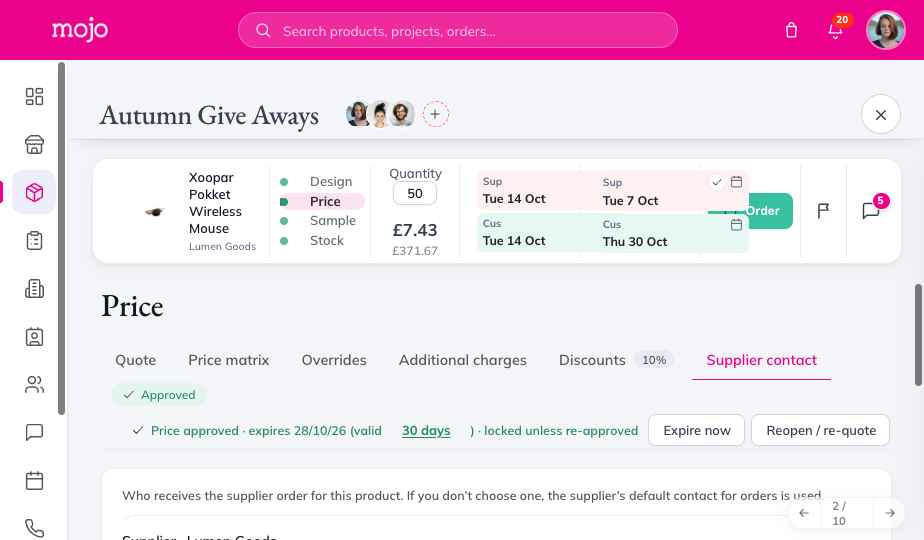 mojo
Search products, projects, orders...
20
Autumn Give Aways
Xoopar
Pokket
Wireless
Mouse
Lumen Goods
Design
Price
Sample
Stock
Quantity
50
£7.43
£371.67
Sup
Tue 14 Oct
Sup
Tue 7 Oct
Cus
Tue 14 Oct
Cus
Thu 30 Oct
Order
5
Price
Quote
Price matrix
Overrides
Additional charges
Discounts 10%
Supplier contact
Approved
Price approved · expires 28/10/26 (valid 30 days ) · locked unless re-approved
Expire now
Reopen / re-quote
Who receives the supplier order for this product. If you don't choose one, the supplier's default contact for orders is used.
2 /
10